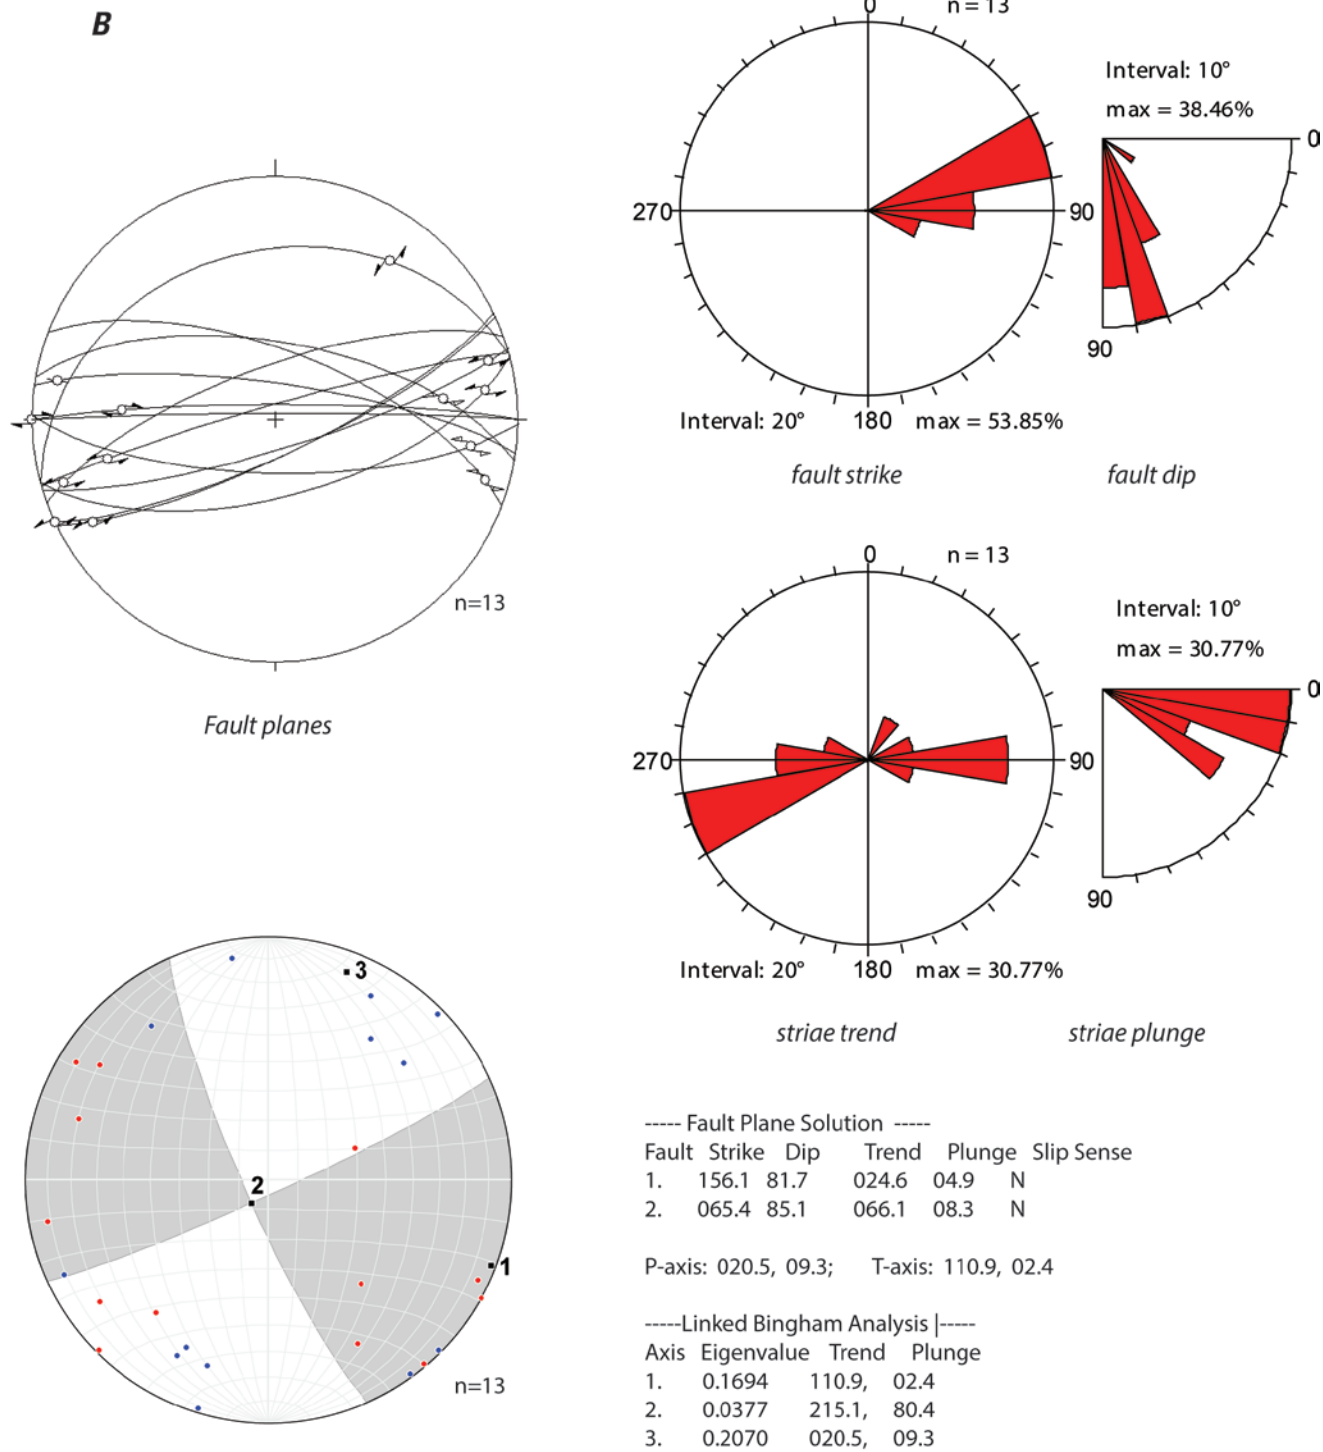 B
n=13
Fault planes
0
n = 13
270
90
Interval: 20°
180
max = 53.85%
fault strike
Interval: 10°
max = 38.46%
0
90
fault dip
0
n = 13
270
90
Interval: 20°
180
max = 30.77%
striae trend
Interval: 10°
max = 30.77%
0
90
striae plunge
3
2
1
n=13
----- Fault Plane Solution -----
Fault Strike Dip Trend Plunge Slip Sense
1. 156.1 81.7 024.6 04.9 N
2. 065.4 85.1 066.1 08.3 N
P-axis: 020.5, 09.3; T-axis: 110.9, 02.4
-----Linked Bingham Analysis |-----
Axis Eigenvalue Trend Plunge
1. 0.1694 110.9, 02.4
2. 0.0377 215.1, 80.4
3. 0.2070 020.5, 09.3